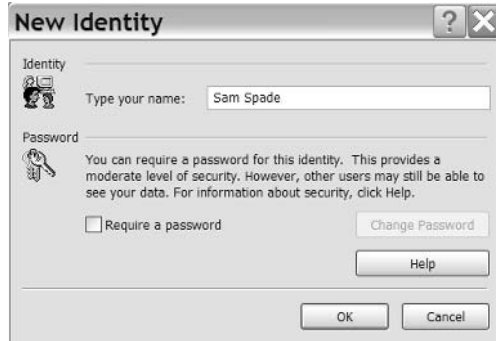 New Identity
Identity
Type your name: Sam Spade
Password
You can require a password for this identity. This provides a
moderate level of security. However, other users may still be able to
see your data. For information about security, click Help.
Require a password Change Password
Help
OK Cancel